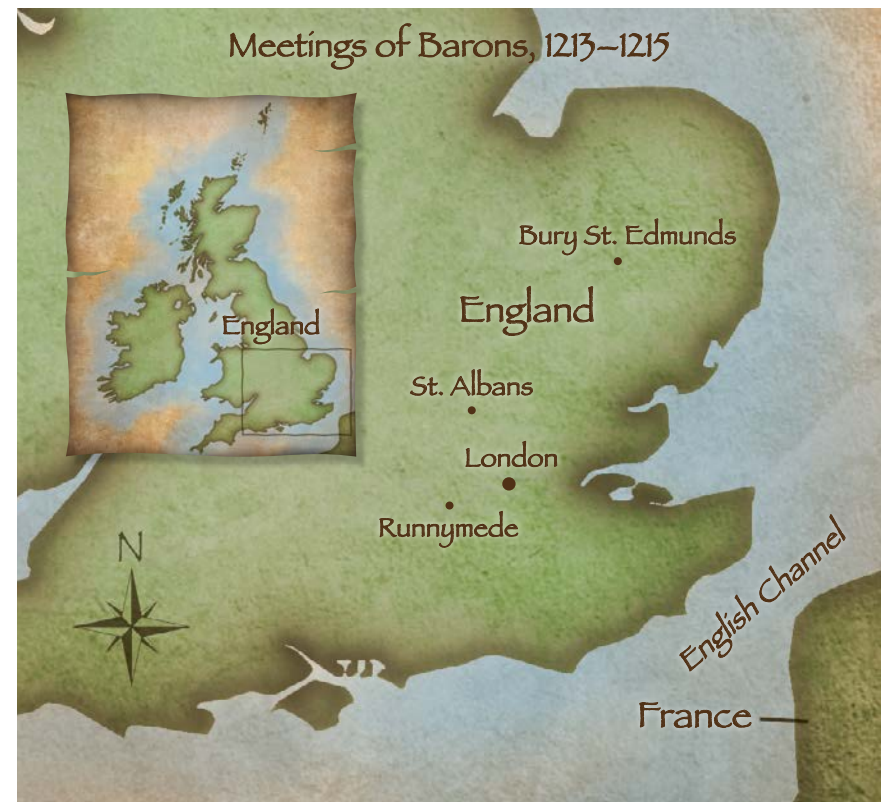 Meetings of Barons, 1213–1215
Bury St. Edmunds
England
England
St. Albans
London
Runnymede
N
English Channel
France